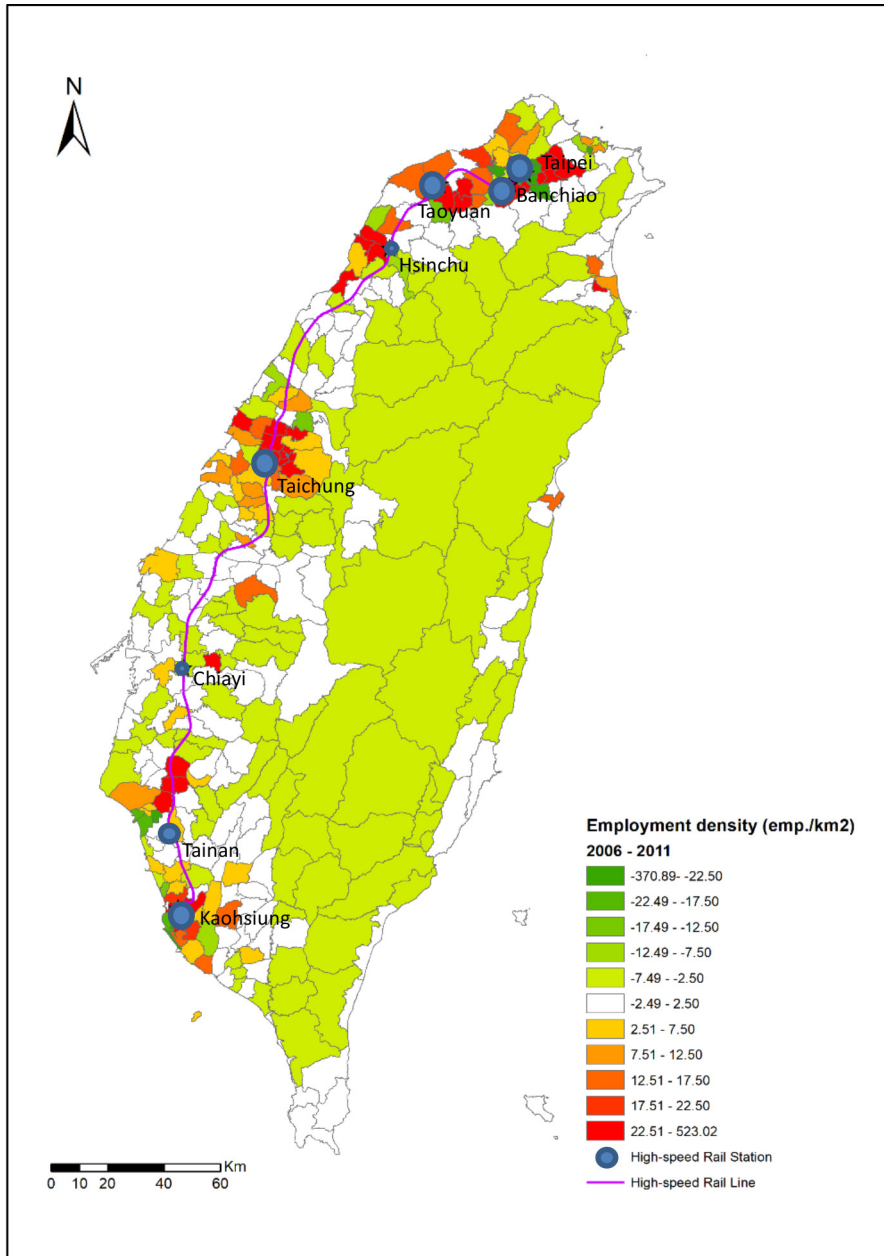 N
Taipei
Banchiao
Taoyuan
Hsinchu
Taichung
Chiayi
Tainan
Kaohsiung
Employment density (emp./km2)
2006 - 2011
-370.89- -22.50
-22.49 - -17.50
-17.49 - -12.50
-12.49 - -7.50
-7.49 - -2.50
-2.49 - 2.50
2.51 - 7.50
7.51 - 12.50
12.51 - 17.50
17.51 - 22.50
22.51 - 523.02
High-speed Rail Station
High-speed Rail Line
Km
0 10 20 40 60